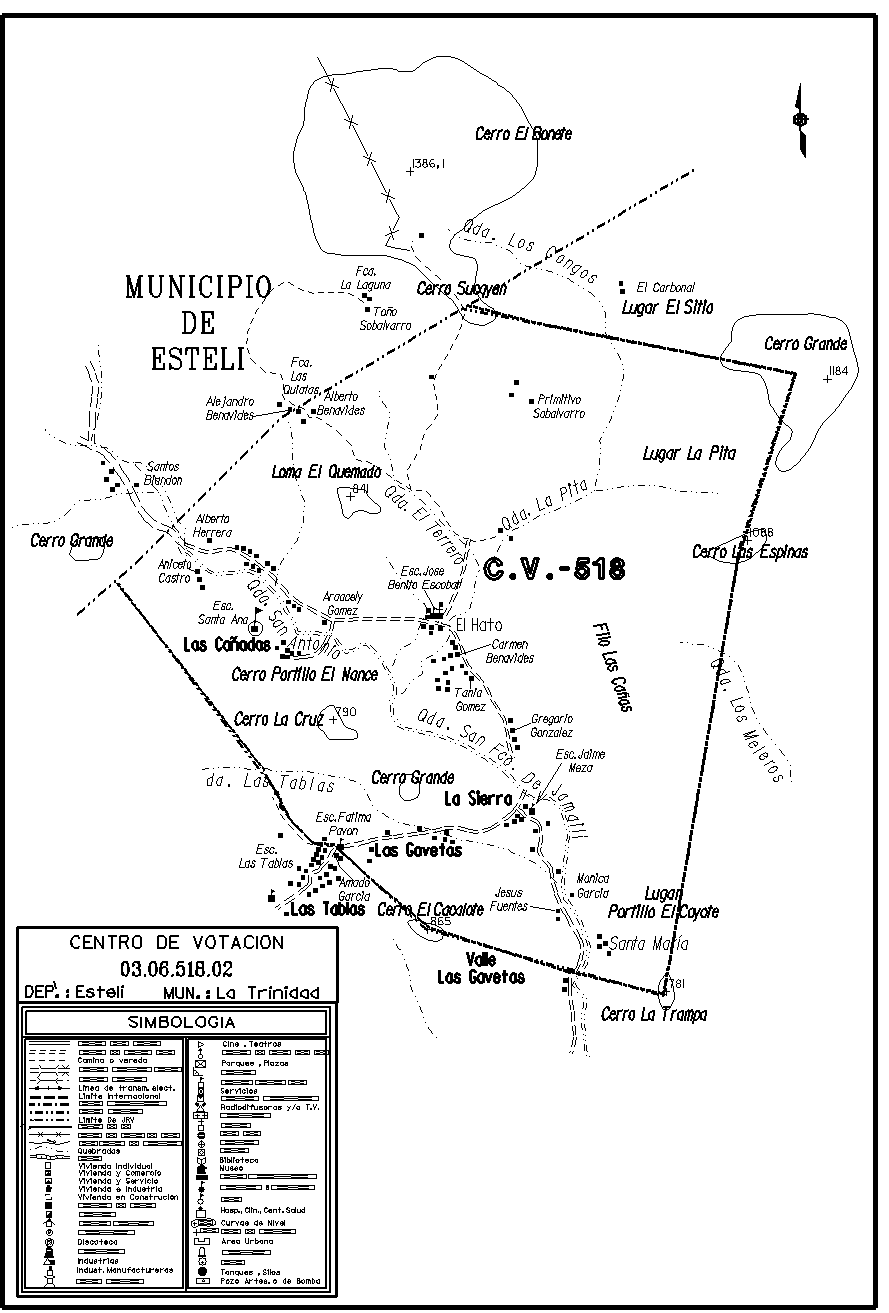 Cerro El Bonete
1386,1
Qda. Los Congos
MUNICIPIO
DE
ESTELI
Fca.
La Laguna
Toño
Sobalvarro
Cerro Suquyan
El Carbonal
Lugar El Sitio
Cerro Grande
1184
Fca.
Las
Quiatas
Alejandro
Benavides
Alberto
Benavides
Primitivo
Sobalvarro
Lugar La Pita
Santos
Blandon
Loma El Quemado
841
Qda. El Terrero
Qda. La Pita
Alberto
Herrera
Cerro Grande
1088
Cerro Las Espinas
Aniceto
Castro
Esc. Jose
Benito Escobar
C.V.-518
Qda. San Antonio
Araacely
Gomez
Esc.
Santa Ana
Las Cañadas
El Hato
Carmen
Benavides
Filo Las Cañas
Cerro Portillo El Nance
Tania
Gomez
Qda. Los Meleros
Cerro La Cruz
790
Gregorio
Gonzalez
Qda. San Fco. De Jamaili
Esc. Jaime
Meza
da. Las Tablas
Cerro Grande
La Sierra
Esc. Fatima
Pavon
Esc.
Las Tablas
Las Gavetas
Amado
Garcia
Las Tablas
Monica
Garcia
Jesus
Fuentes
Cerro El Cacalote
865
Lugar
Portillo El Coyote
Santa María
Valle
Las Gavetas
781
Cerro La Trampa
CENTRO DE VOTACION
03.06.518.02
DEP.: Esteli MUN.: La Trinidad
SIMBOLOGIA
Camino o vereda
Linea de transm. elect.
Limite Internacional
Limite De JRV
Quebradas
Vivienda Individual
Vivienda y Comercio
Vivienda y Servicio
Vivienda e Industria
Vivienda en Construcion
Discoteca
Industrias
Indust. Manufactureras
Cine , Teatros
Parques , Plazas
Servicios
Radiodifusoras y/o T.V.
Biblioteca
Museo
Hosp., Clin., Cent. Salud
Curvas de Nivel
Area Urbana
Tanques , Silos
Pozo Artes. o de Bomba